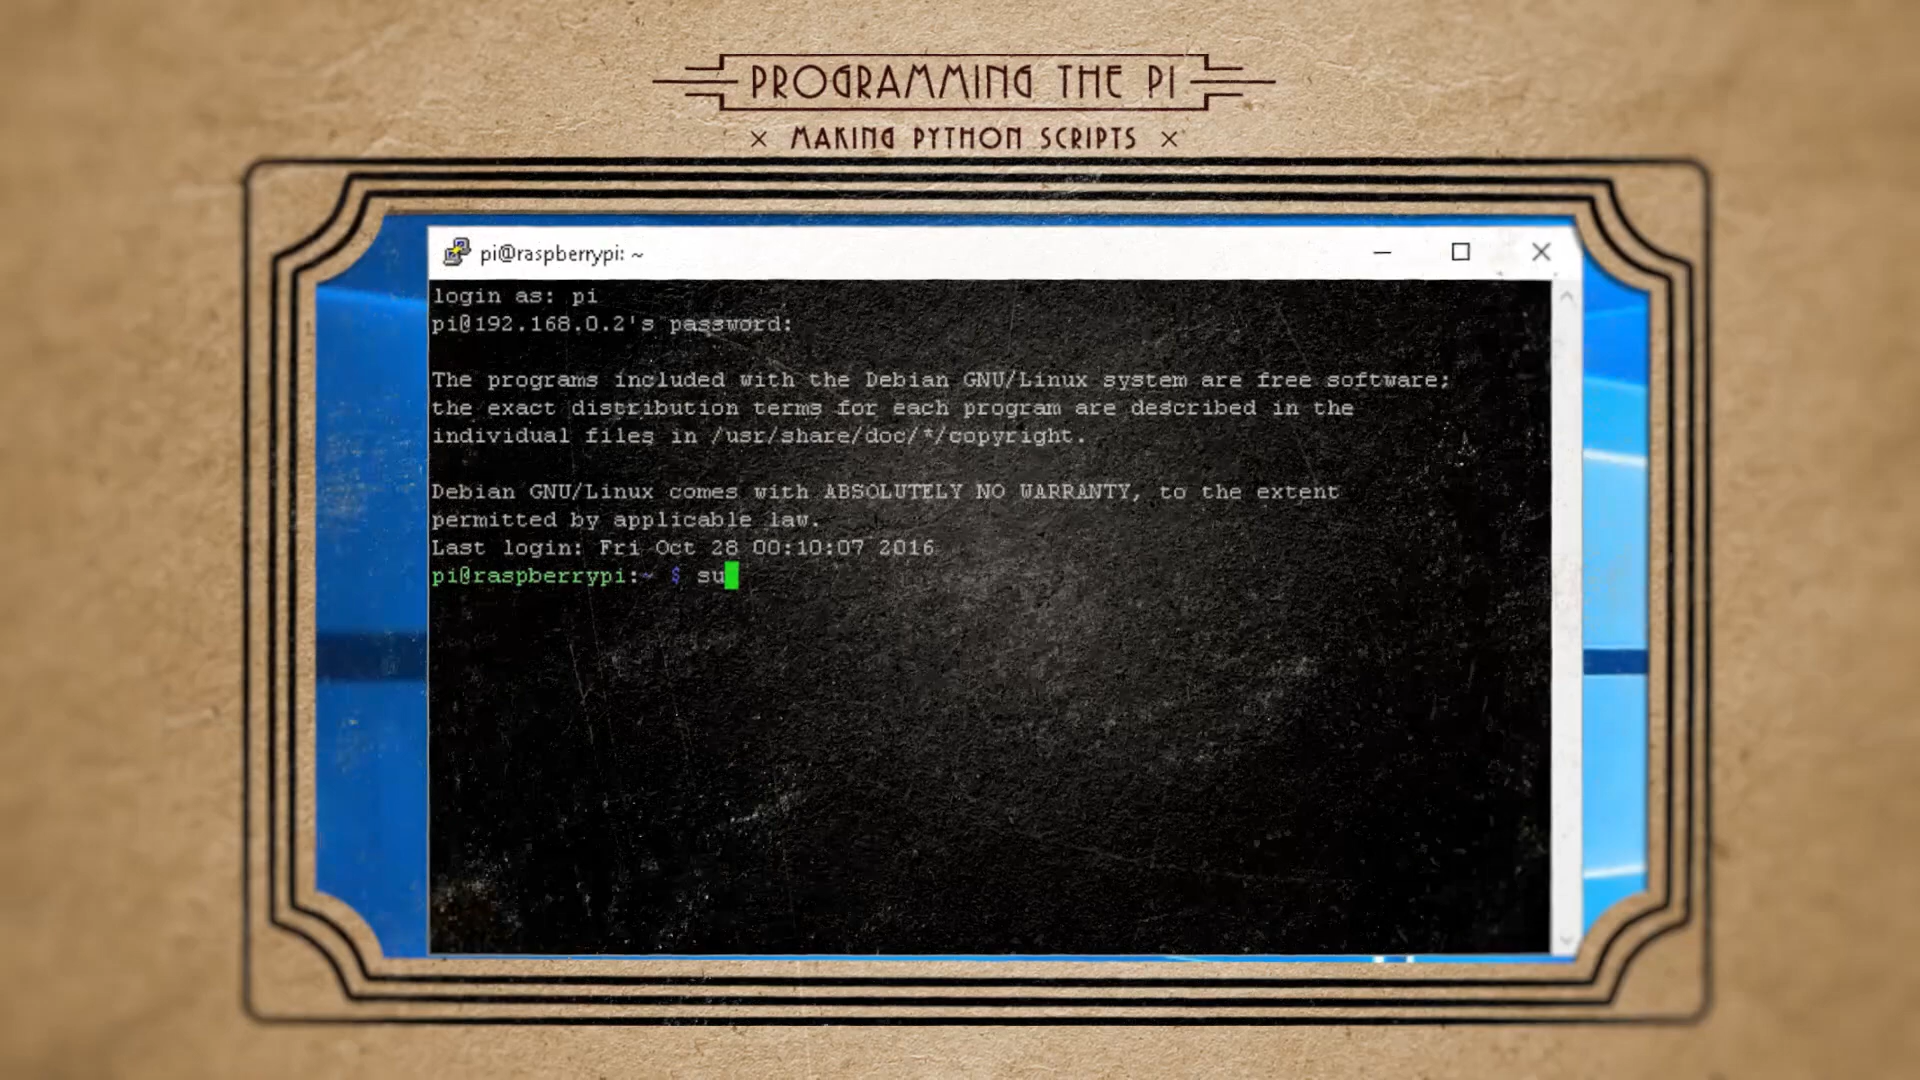 PROGRAMMING THE PI
× MAKING PYTHON SCRIPTS ×
pi@raspberrypi: ~
login as: pi
pi@192.168.0.2's password:
The programs included with the Debian GNU/Linux system are free software;
the exact distribution terms for each program are described in the
individual files in /usr/share/doc/*/copyright.
Debian GNU/Linux comes with ABSOLUTELY NO WARRANTY, to the extent
permitted by applicable law.
Last login: Fri Oct 28 00:10:07 2016
pi@raspberrypi:~ $ su